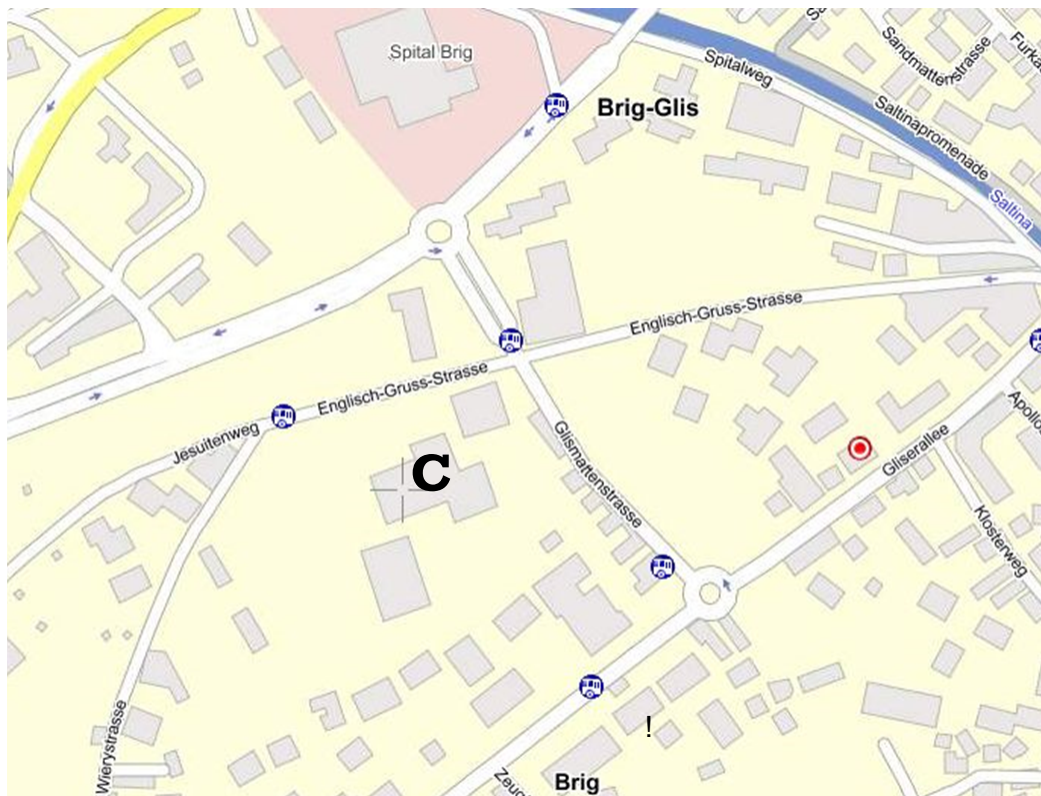 Spital Brig
Brig-Glis
Spitalweg
Sandmattenstrasse
Saltinapromenade
Saltina
Englisch-Gruss-Strasse
Englisch-Gruss-Strasse
Jesuitenweg
C
Glismattenstrasse
Gliserallee
Klosterweg
Wierystrasse
!
Brig